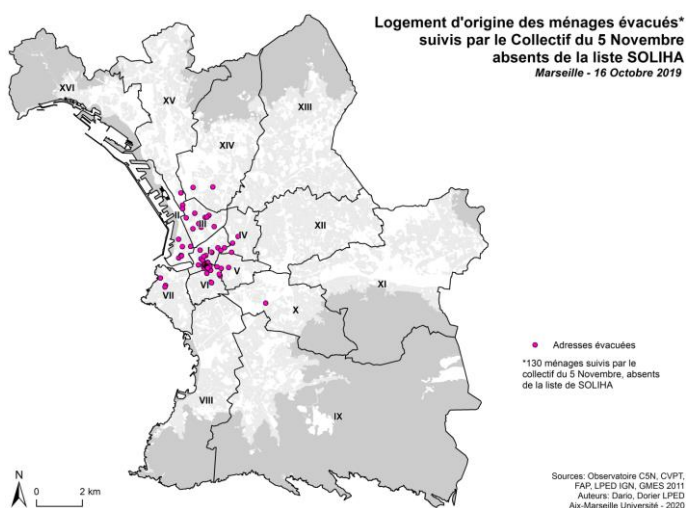 Logement d'origine des ménages évacués*
suivis par le Collectif du 5 Novembre
absents de la liste SOLIHA
Marseille - 16 Octobre 2019
XVI
XV
XIII
XIV
II
III
IV
XII
I
V
VI
VII
XI
X
VIII
IX
Adresses évacuées
*130 ménages suivis par le
collectif du 5 Novembre, absents
de la liste de SOLIHA
N
0
2 km
Sources: Observatoire C5N, CVPT,
FAP, LPED IGN, GMES 2011
Auteurs: Dario, Dorier LPED
Aix-Marseille Université - 2020